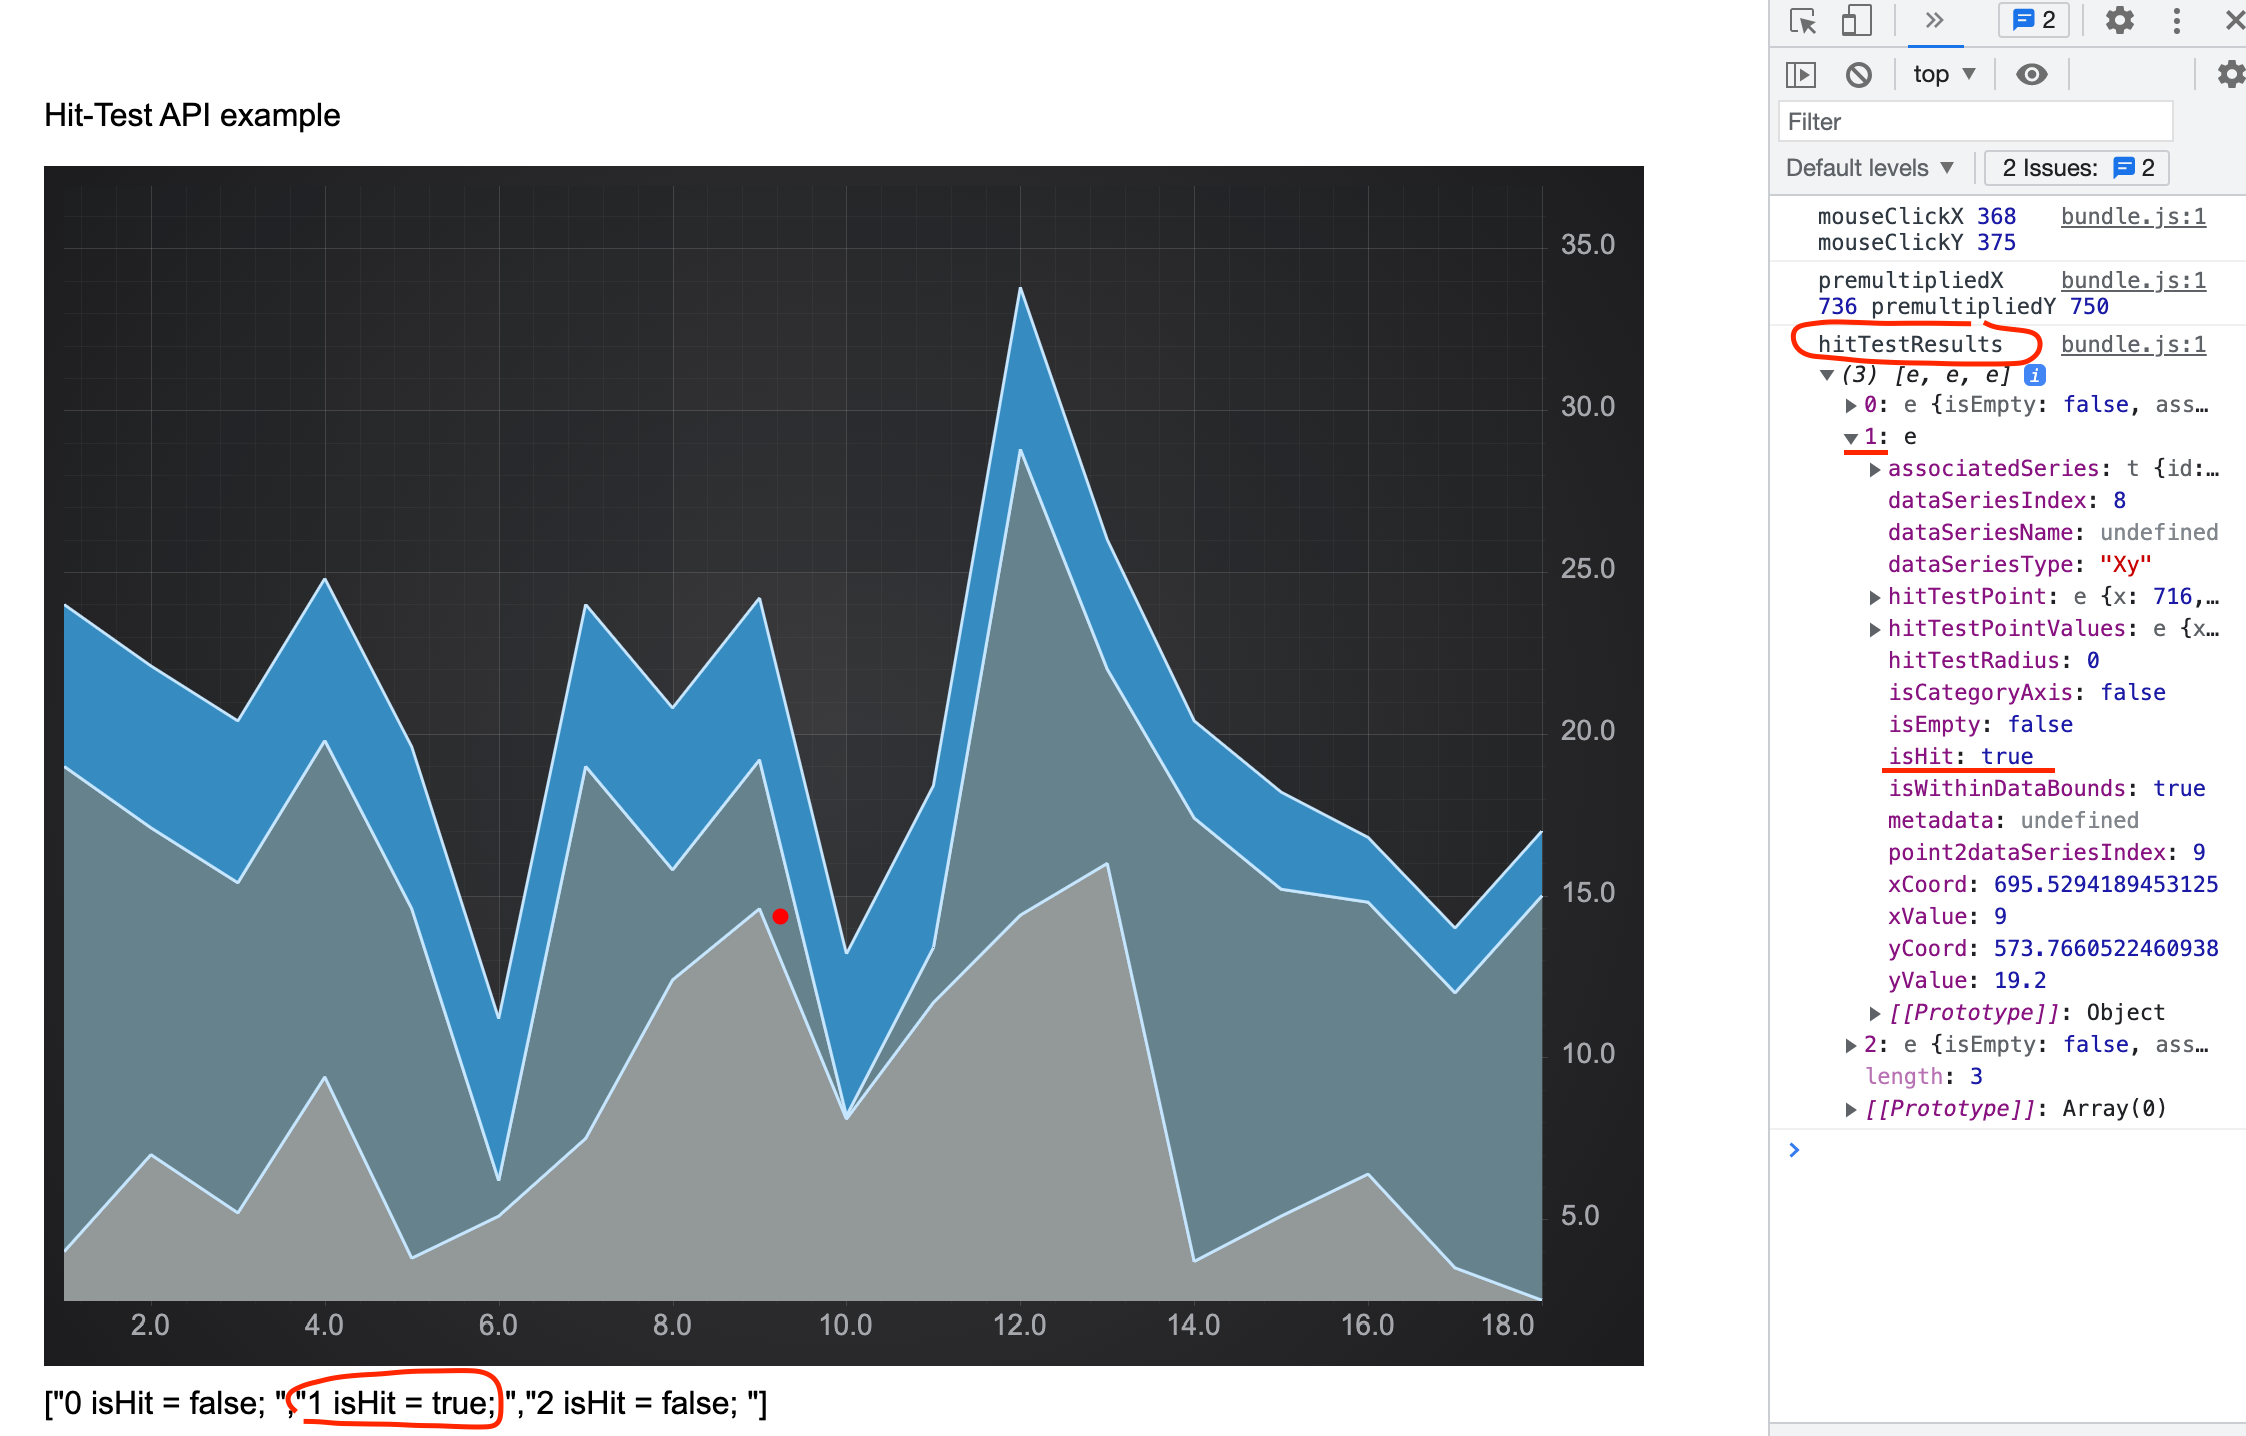 Hit-Test API example
35.0
30.0
25.0
20.0
15.0
10.0
5.0
2.0 4.0 6.0 8.0 10.0 12.0 14.0 16.0 18.0
["0 isHit = false; ","1 isHit = true; ","2 isHit = false; "]
2
top
Filter
Default levels ▼ 2 Issues: 2
mouseClickX 368 bundle.js:1
mouseClickY 375
premultipliedX bundle.js:1
736 premultipliedY 750
hitTestResults bundle.js:1
(3) [e, e, e] i
0: e {isEmpty: false, ass…
1: e
associatedSeries: t {id:…
dataSeriesIndex: 8
dataSeriesName: undefined
dataSeriesType: "Xy"
hitTestPoint: e {x: 716,…
hitTestPointValues: e {x…
hitTestRadius: 0
isCategoryAxis: false
isEmpty: false
isHit: true
isWithinDataBounds: true
metadata: undefined
point2dataSeriesIndex: 9
xCoord: 695.5294189453125
xValue: 9
yCoord: 573.7660522460938
yValue: 19.2
[[Prototype]]: Object
2: e {isEmpty: false, ass…
length: 3
[[Prototype]]: Array(0)